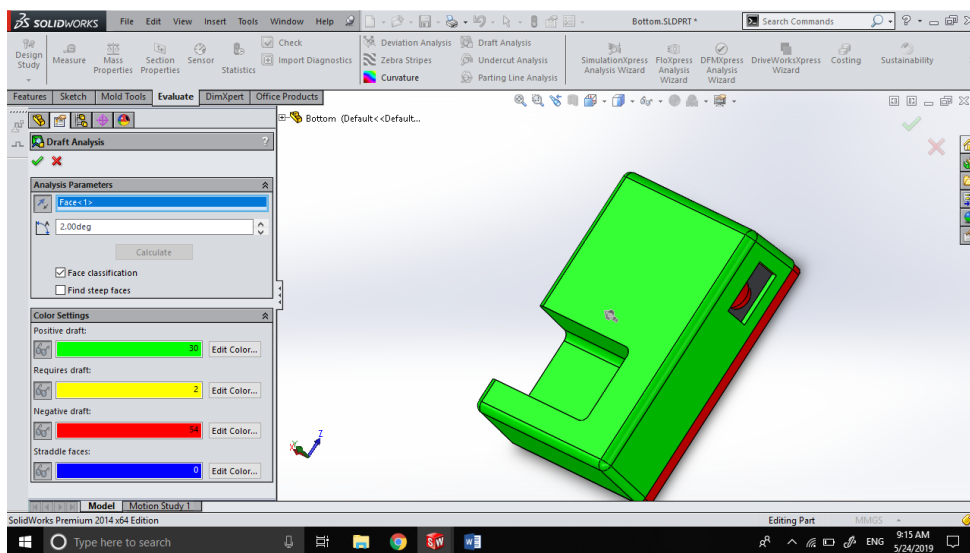 SOLIDWORKS File Edit View Insert Tools Window Help Bottom.SLDPRT * Search Commands
Design Study
Measure
Mass Properties
Section Properties
Sensor
Statistics
Check
Import Diagnostics
Deviation Analysis
Zebra Stripes
Curvature
Draft Analysis
Undercut Analysis
Parting Line Analysis
SimulationXpress Analysis Wizard
FloXpress Analysis Wizard
DFMXpress Analysis Wizard
DriveWorksXpress Wizard
Costing
Sustainability
Features Sketch Mold Tools Evaluate DimXpert Office Products
Bottom (Default<<Default...
Draft Analysis ?
Analysis Parameters
Face<1>
2.00deg
Calculate
Face classification
Find steep faces
Color Settings
Positive draft:
30 Edit Color...
Requires draft:
2 Edit Color...
Negative draft:
54 Edit Color...
Straddle faces:
0 Edit Color...
Z
Model Motion Study 1
SolidWorks Premium 2014 x64 Edition Editing Part MMGS
Type here to search ENG 9:15 AM
5/24/2019